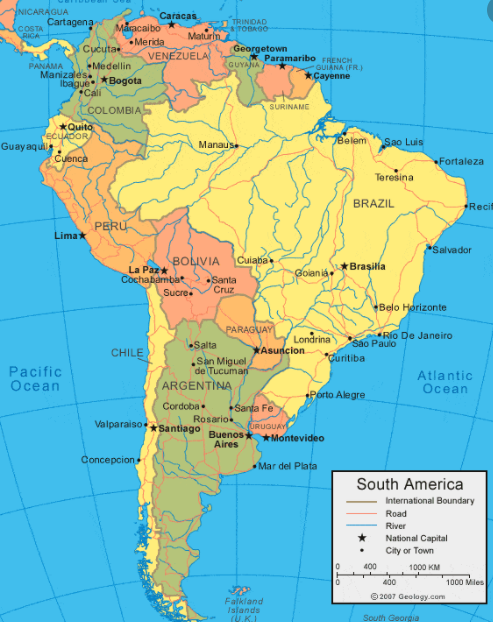 Caribbean Sea
NICARAGUA
COSTA
RICA
PANAMA
Cartagena
Caracas
Maracaibo
Merida
Maturin
TRINIDAD
& TOBAGO
Cucuta
VENEZUELA
Georgetown
GUYANA
Paramaribo
FRENCH
GUIANA (FR.)
Cayenne
SURINAME
Medellin
Manizales
Ibague
Bogota
Cali
COLOMBIA
Quito
ECUADOR
Guayaquil
Cuenca
Manaus
Belem
Sao Luis
Fortaleza
Teresina
BRAZIL
Recif
PERU
Lima
BOLIVIA
La Paz
Cochabamba
Santa
Cruz
Sucre
Cuiaba
Goiania
Brasilia
Salvador
Belo Horizonte
PARAGUAY
Asuncion
Londrina
Rio De Janeiro
Sao Paulo
Curitiba
CHILE
Salta
San Miguel
de Tucuman
ARGENTINA
Pacific
Ocean
Atlantic
Ocean
Porto Alegre
Cordoba
Santa Fe
Rosario
URUGUAY
Valparaiso
Santiago
Buenos
Aires
Montevideo
Concepcion
Mar del Plata
South America
International Boundary
Road
River
National Capital
City or Town
0 400 1000 KM
0 400 1000 Miles
© 2007 Geology.com
Falkland
Islands
(U.K.)
South Georgia